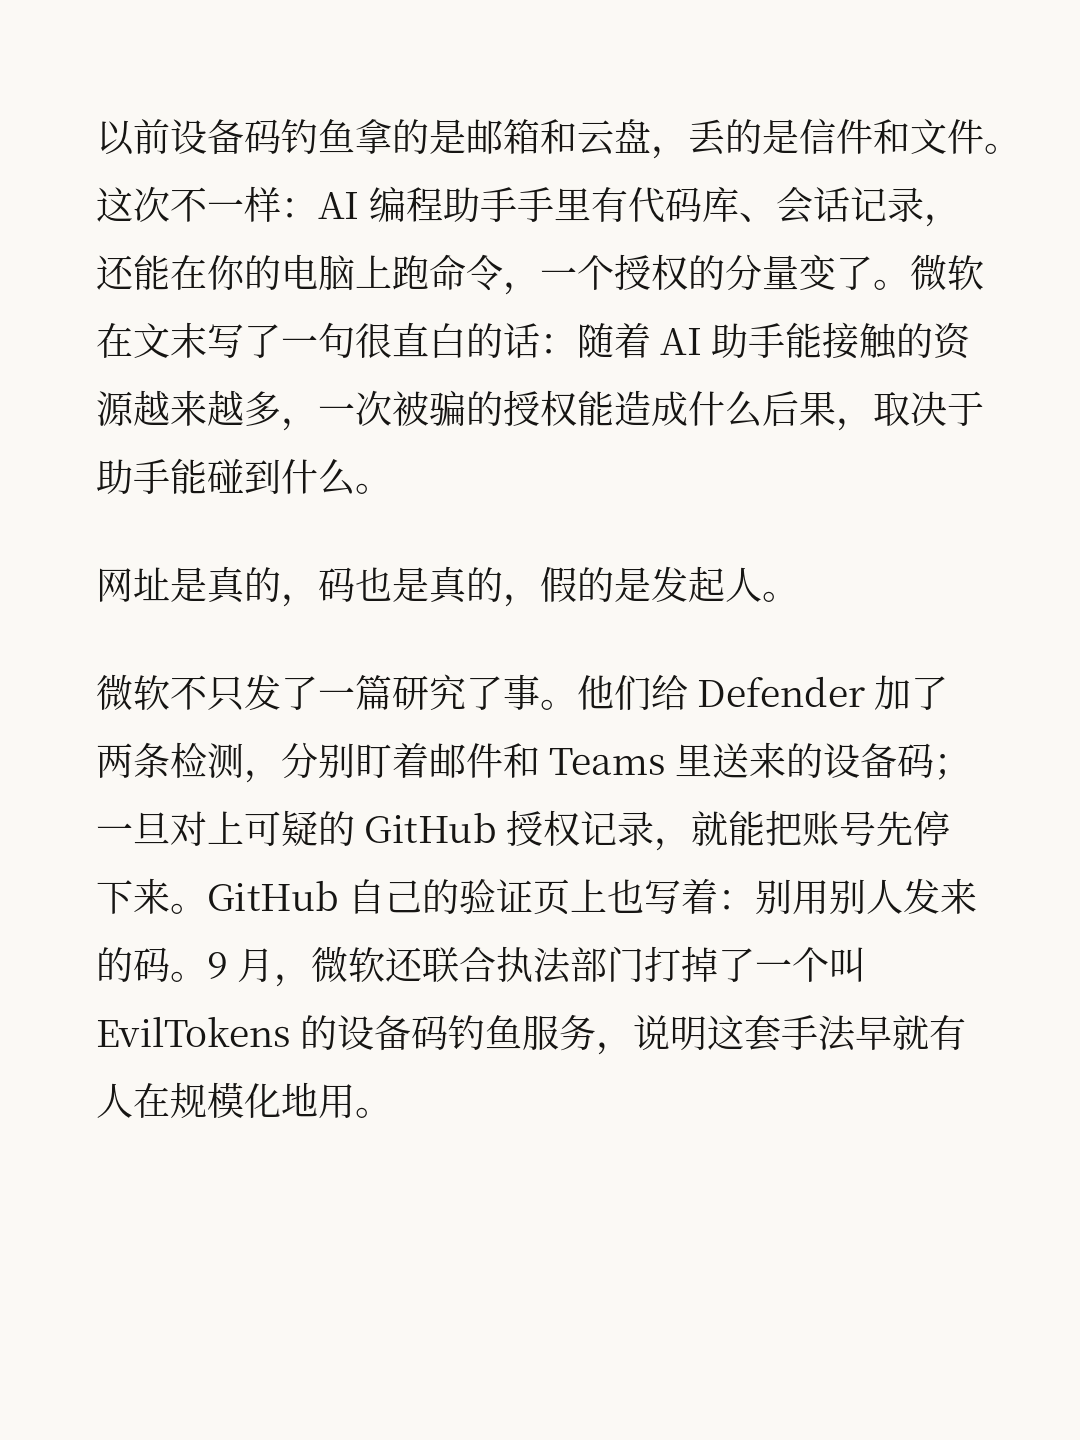 以前设备码钓鱼拿的是邮箱和云盘，丢的是信件和文件。
这次不一样：AI 编程助手手里有代码库、会话记录，
还能在你的电脑上跑命令，一个授权的分量变了。微软
在文末写了一句很直白的话：随着 AI 助手能接触的资
源越来越多，一次被骗的授权能造成什么后果，取决于
助手能碰到什么。
网址是真的，码也是真的，假的是发起人。
微软不只发了一篇研究了事。他们给 Defender 加了
两条检测，分别盯着邮件和 Teams 里送来的设备码；
一旦对上可疑的 GitHub 授权记录，就能把账号先停
下来。GitHub 自己的验证页上也写着：别用别人发来
的码。9 月，微软还联合执法部门打掉了一个叫
EvilTokens 的设备码钓鱼服务，说明这套手法早就有
人在规模化地用。